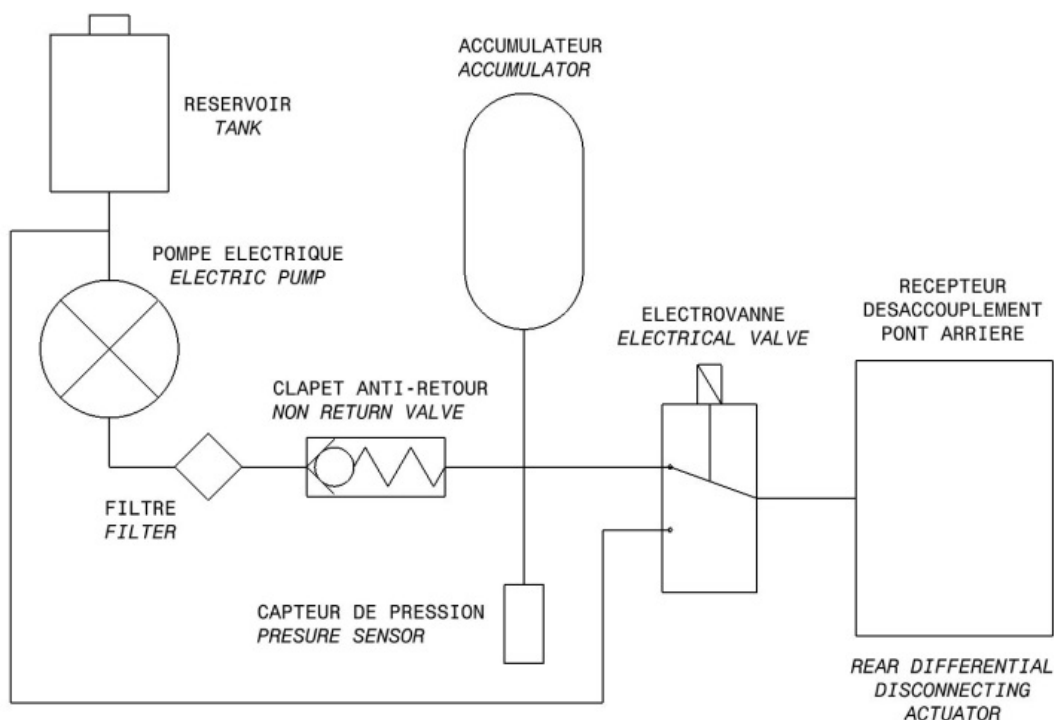 RESERVOIR
TANK
ACCUMULATEUR
ACCUMULATOR
POMPE ELECTRIQUE
ELECTRIC PUMP
CLAPET ANTI-RETOUR
NON RETURN VALVE
ELECTROVANNE
ELECTRICAL VALVE
RECEPTEUR
DESACCOUPLEMENT
PONT ARRIERE
FILTRE
FILTER
CAPTEUR DE PRESSION
PRESURE SENSOR
REAR DIFFERENTIAL
DISCONNECTING
ACTUATOR